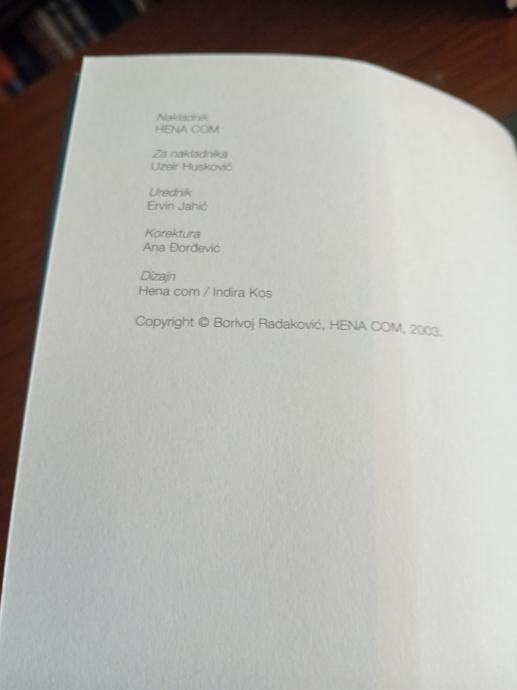 Nakladnik
HENA COM
Za nakladnika
Uzeir Husković
Urednik
Ervin Jahić
Korektura
Ana Đorđević
Dizajn
Hena com / Indira Kos
Copyright © Borivoj Radaković, HENA COM, 2003.